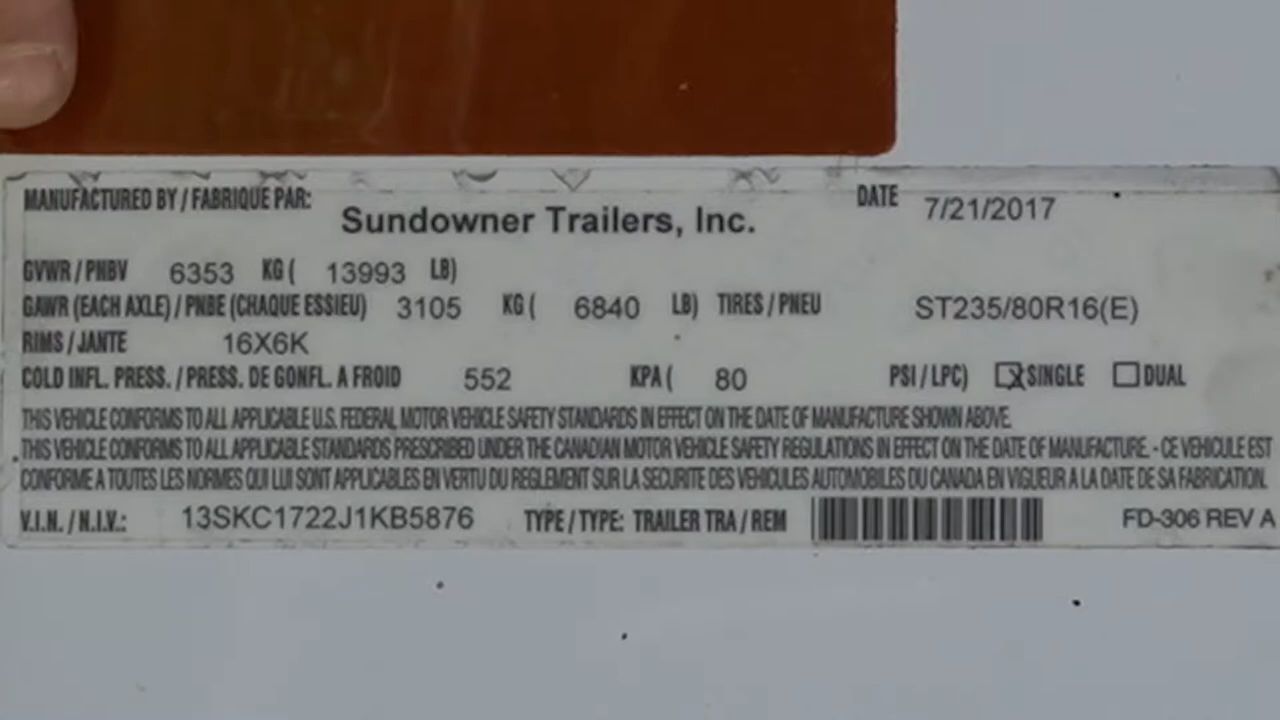 MANUFACTURED BY / FABRIQUE PAR: Sundowner Trailers, Inc. DATE 7/21/2017
GVWR / PNBV 6353 KG ( 13993 LB)
GAWR (EACH AXLE) / PNBE (CHAQUE ESSIEU) 3105 KG ( 6840 LB) TIRES / PNEU ST235/80R16(E)
RIMS / JANTE 16X6K
COLD INFL. PRESS. / PRESS. DE GONFL. A FROID 552 KPA ( 80 PSI / LPC) ☒ SINGLE ☐ DUAL
THIS VEHICLE CONFORMS TO ALL APPLICABLE U.S. FEDERAL MOTOR VEHICLE SAFETY STANDARDS IN EFFECT ON THE DATE OF MANUFACTURE SHOWN ABOVE.
THIS VEHICLE CONFORMS TO ALL APPLICABLE STANDARDS PRESCRIBED UNDER THE CANADIAN MOTOR VEHICLE SAFETY REGULATIONS IN EFFECT ON THE DATE OF MANUFACTURE. - CE VEHICULE EST
CONFORME A TOUTES LES NORMES QUI LUI SONT APPLICABLES EN VERTU DU REGLEMENT SUR LA SECURITE DES VEHICULES AUTOMOBILES DU CANADA EN VIGUEUR A LA DATE DE SA FABRICATION.
V.I.N. / N.I.V.: 13SKC1722J1KB5876 TYPE / TYPE: TRAILER TRA / REM FD-306 REV A